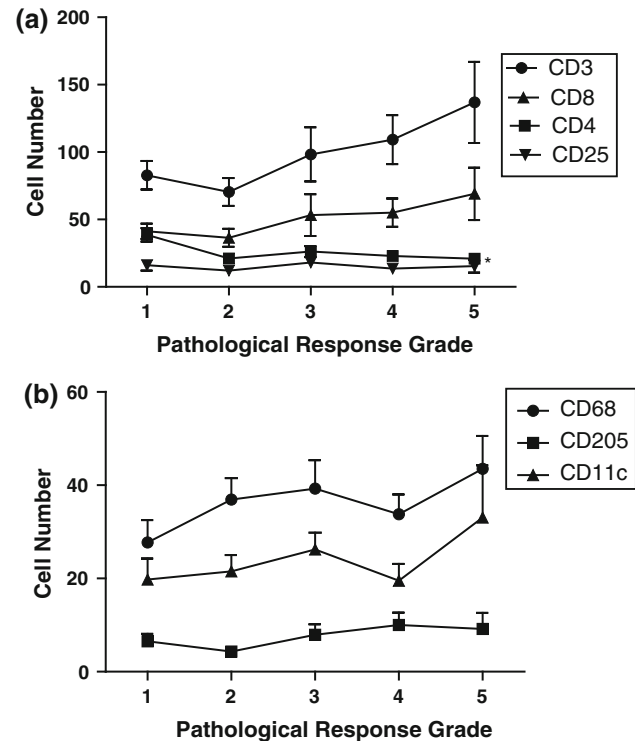 (a)
200
150
100
50
0
Cell Number
1 2 3 4 5
Pathological Response Grade
CD3
CD8
CD4
CD25
*
(b)
60
40
20
0
Cell Number
1 2 3 4 5
Pathological Response Grade
CD68
CD205
CD11c